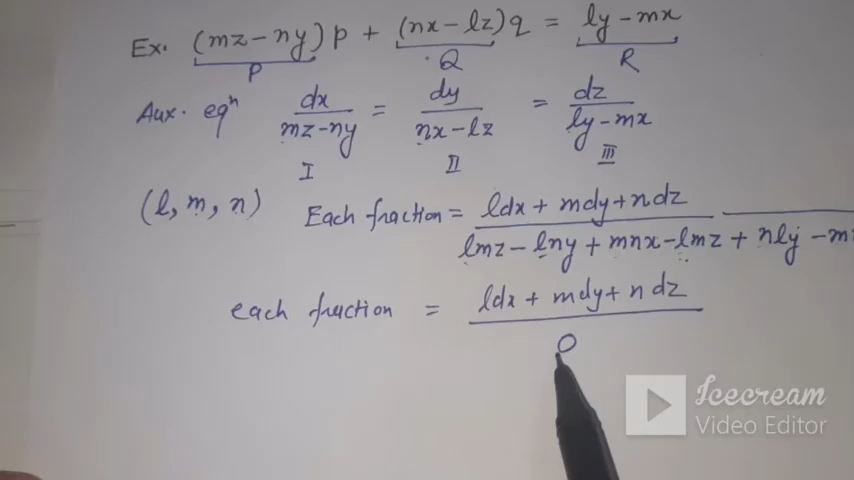 Ex. (mz-ny)p + (nx-lz)q = ly-mx
P Q R
Aux. eqⁿ dx/mz-ny = dy/nx-lz = dz/ly-mx
I II III
(l, m, n) Each fraction = ldx + mdy + ndz / lmz - lny + mnx - lmz + nly - m
each fraction = ldx + mdy + n dz / 0
Icecream
Video Editor